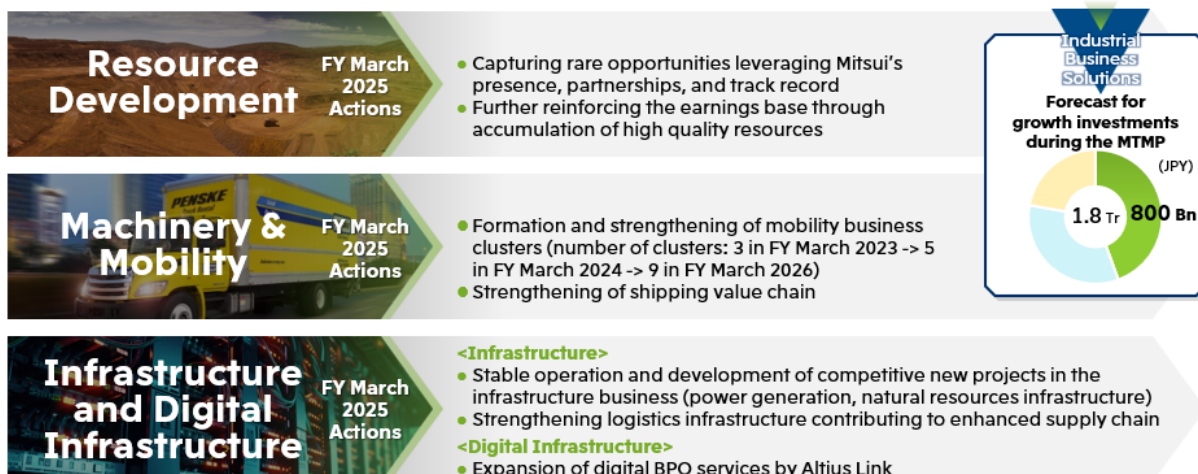 Resource
Development
FY March
2025
Actions
• Capturing rare opportunities leveraging Mitsui's
presence, partnerships, and track record
• Further reinforcing the earnings base through
accumulation of high quality resources
Industrial
Business
Solutions
Forecast for
growth investments
during the MTMP
(JPY)
1.8 Tr
800 Bn
Machinery &
Mobility
PENSKE
Truck Rental
FY March
2025
Actions
• Formation and strengthening of mobility business
clusters (number of clusters: 3 in FY March 2023 -> 5
in FY March 2024 -> 9 in FY March 2026)
• Strengthening of shipping value chain
Infrastructure
and Digital
Infrastructure
FY March
2025
Actions
<Infrastructure>
• Stable operation and development of competitive new projects in the
infrastructure business (power generation, natural resources infrastructure)
• Strengthening logistics infrastructure contributing to enhanced supply chain
<Digital Infrastructure>
• Expansion of digital BPO services by Altius Link